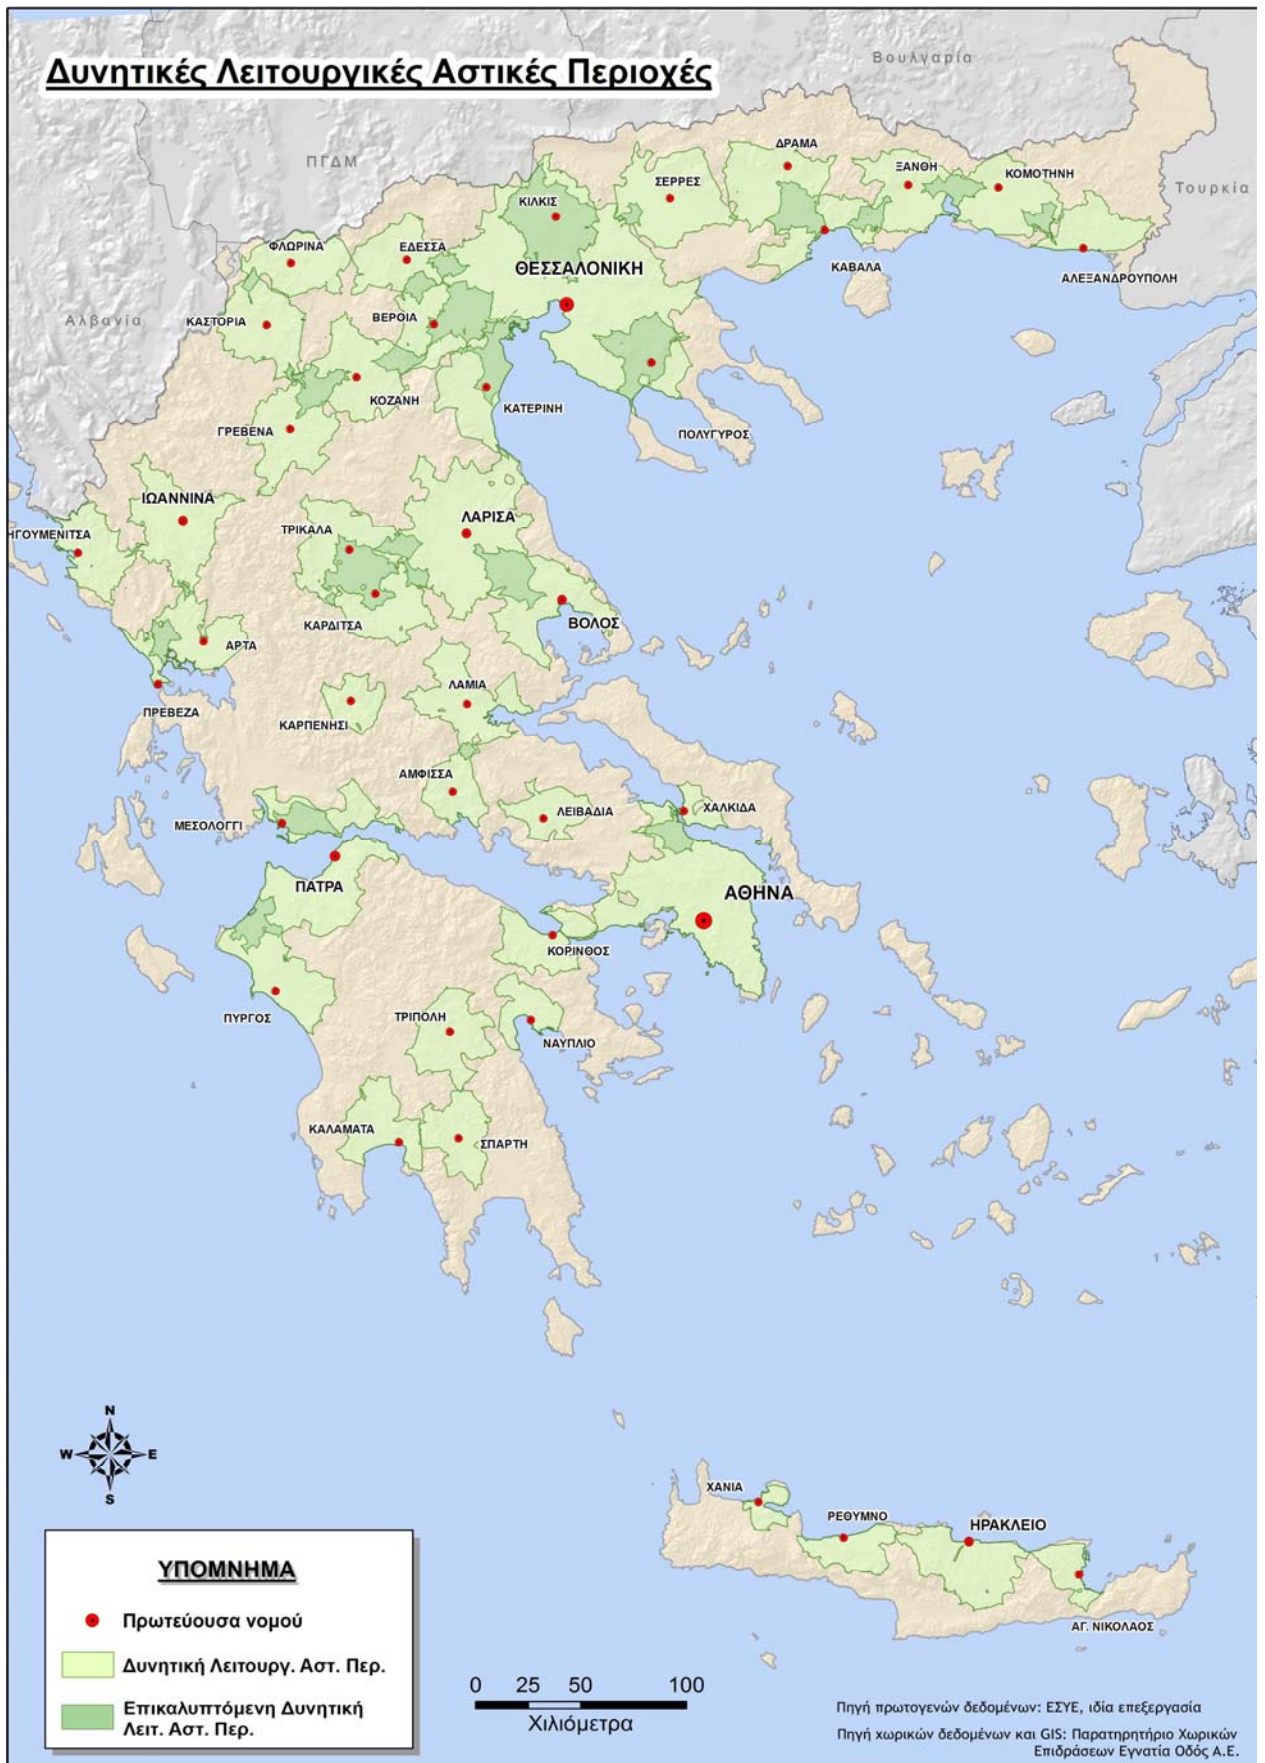 Δυνητικές Λειτουργικές Αστικές Περιοχές
Βουλγαρία
ΠΓΔΜ
Τουρκία
Αλβανία
ΔΡΑΜΑ
ΞΑΝΘΗ
ΚΟΜΟΤΗΝΗ
ΣΕΡΡΕΣ
ΚΙΛΚΙΣ
ΦΛΩΡΙΝΑ
ΕΔΕΣΣΑ
ΘΕΣΣΑΛΟΝΙΚΗ
ΚΑΒΑΛΑ
ΑΛΕΞΑΝΔΡΟΥΠΟΛΗ
ΚΑΣΤΟΡΙΑ
ΒΕΡΟΙΑ
ΚΟΖΑΝΗ
ΚΑΤΕΡΙΝΗ
ΓΡΕΒΕΝΑ
ΠΟΛΥΓΥΡΟΣ
ΙΩΑΝΝΙΝΑ
ΗΓΟΥΜΕΝΙΤΣΑ
ΤΡΙΚΑΛΑ
ΛΑΡΙΣΑ
ΚΑΡΔΙΤΣΑ
ΒΟΛΟΣ
ΑΡΤΑ
ΠΡΕΒΕΖΑ
ΚΑΡΠΕΝΗΣΙ
ΛΑΜΙΑ
ΑΜΦΙΣΣΑ
ΛΕΙΒΑΔΙΑ
ΧΑΛΚΙΔΑ
ΜΕΣΟΛΟΓΓΙ
ΠΑΤΡΑ
ΑΘΗΝΑ
ΚΟΡΙΝΘΟΣ
ΠΥΡΓΟΣ
ΤΡΙΠΟΛΗ
ΝΑΥΠΛΙΟ
ΚΑΛΑΜΑΤΑ
ΣΠΑΡΤΗ
N
W E
S
ΧΑΝΙΑ
ΡΕΘΥΜΝΟ
ΗΡΑΚΛΕΙΟ
ΑΓ. ΝΙΚΟΛΑΟΣ
ΥΠΟΜΝΗΜΑ
Πρωτεύουσα νομού
Δυνητική Λειτουργ. Αστ. Περ.
Επικαλυπτόμενη Δυνητική
Λειτ. Αστ. Περ.
0 25 50 100
Χιλιόμετρα
Πηγή πρωτογενών δεδομένων: ΕΣΥΕ, ιδία επεξεργασία
Πηγή χωρικών δεδομένων και GIS: Παρατηρητήριο Χωρικών
Επιδράσεων Εγνατία Οδός Α.Ε.